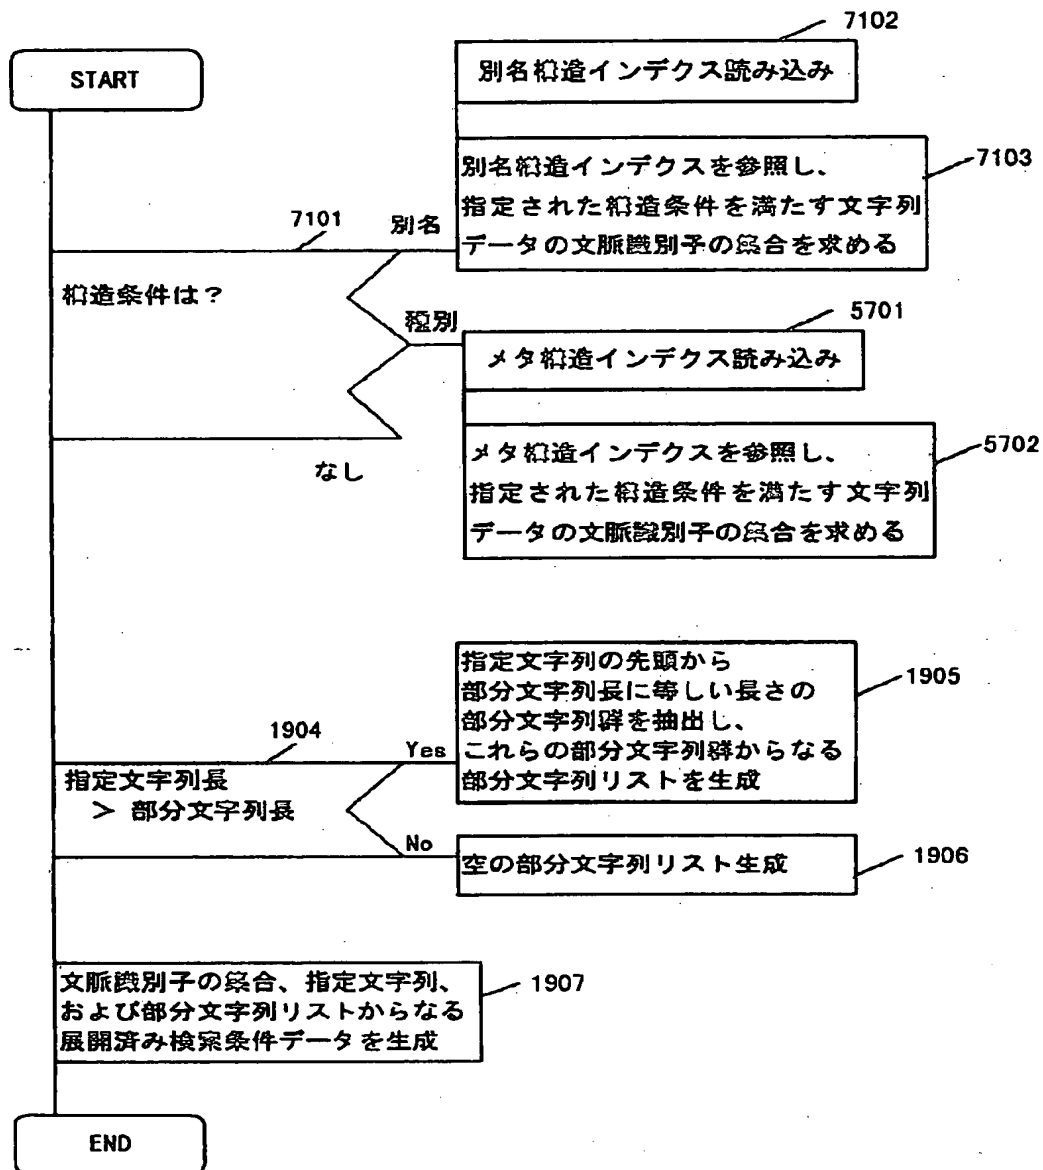 7102
START
別名構造インデクス読み込み
別名構造インデクスを参照し、
指定された構造条件を満たす文字列
データの文脈識別子の集合を求める
7103
7101
別名
構造条件は？
種別
5701
メタ構造インデクス読み込み
メタ構造インデクスを参照し、
指定された構造条件を満たす文字列
データの文脈識別子の集合を求める
5702
なし
指定文字列の先頭から
部分文字列長に等しい長さの
部分文字列群を抽出し、
これらの部分文字列群からなる
部分文字列リストを生成
1905
1904
Yes
指定文字列長
＞ 部分文字列長
No
空の部分文字列リスト生成
1906
文脈識別子の集合、指定文字列、
および部分文字列リストからなる
展開済み検索条件データを生成
1907
END